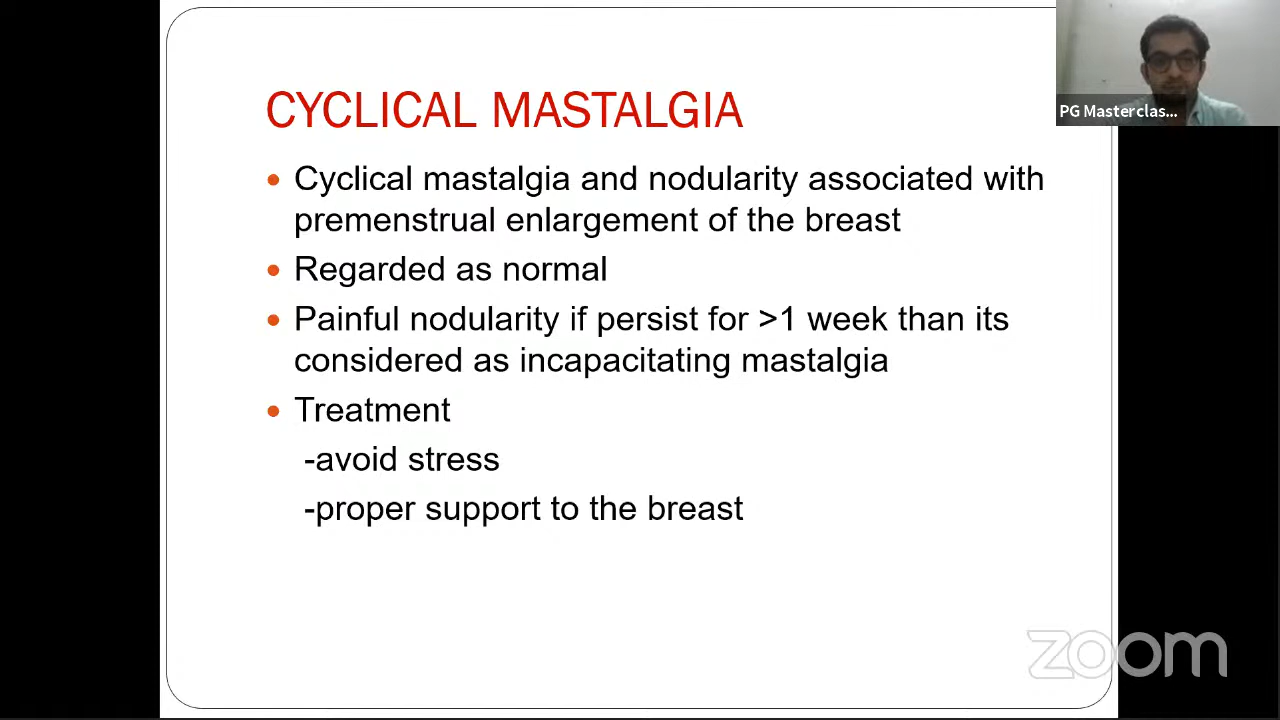 CYCLICAL MASTALGIA
• Cyclical mastalgia and nodularity associated with
premenstrual enlargement of the breast
• Regarded as normal
• Painful nodularity if persist for >1 week than its
considered as incapacitating mastalgia
• Treatment
-avoid stress
-proper support to the breast
PG Masterclas...
zoom